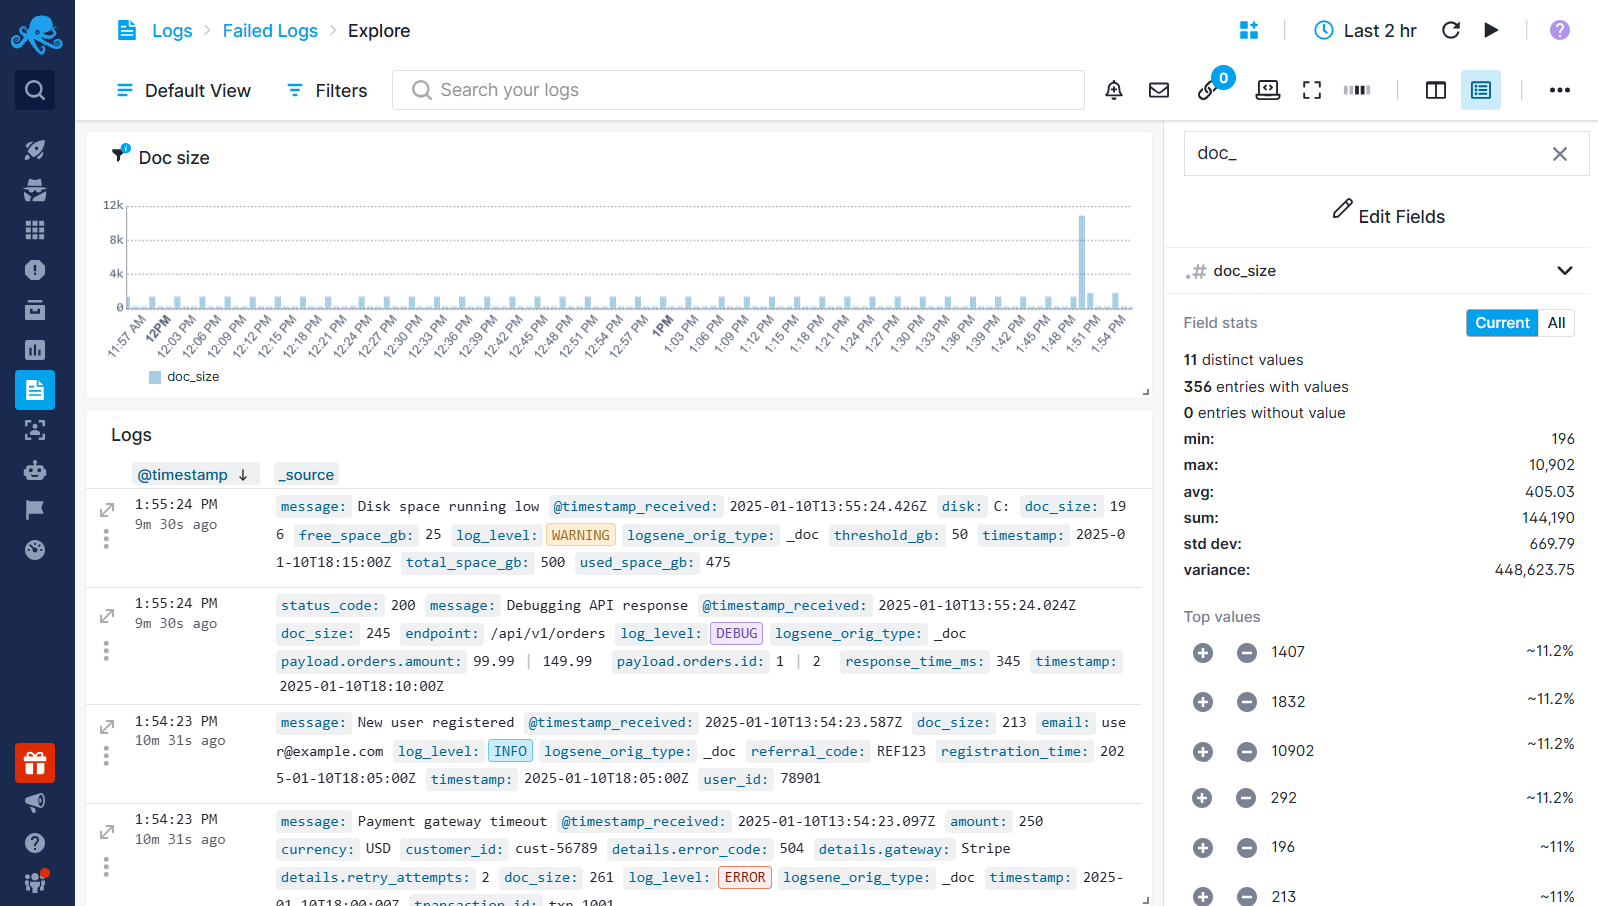 Logs
Failed Logs
Explore
Last 2 hr
?
Default View
Filters
Search your logs
0
Doc size
12k
8k
4k
0
11:57 AM
12PM
12:03 PM
12:06 PM
12:09 PM
12:12 PM
12:15 PM
12:18 PM
12:21 PM
12:24 PM
12:27 PM
12:30 PM
12:33 PM
12:36 PM
12:39 PM
12:42 PM
12:45 PM
12:48 PM
12:51 PM
12:54 PM
12:57 PM
1PM
1:03 PM
1:06 PM
1:09 PM
1:12 PM
1:15 PM
1:18 PM
1:21 PM
1:24 PM
1:27 PM
1:30 PM
1:33 PM
1:36 PM
1:39 PM
1:42 PM
1:45 PM
1:48 PM
1:51 PM
1:54 PM
doc_size
Logs
@timestamp ↓ _source
1:55:24 PM
9m 30s ago
message: Disk space running low @timestamp_received: 2025-01-10T13:55:24.426Z disk: C: doc_size: 19
6 free_space_gb: 25 log_level: WARNING logsene_orig_type: _doc threshold_gb: 50 timestamp: 2025-0
1-10T18:15:00Z total_space_gb: 500 used_space_gb: 475
1:55:24 PM
9m 30s ago
status_code: 200 message: Debugging API response @timestamp_received: 2025-01-10T13:55:24.024Z
doc_size: 245 endpoint: /api/v1/orders log_level: DEBUG logsene_orig_type: _doc
payload.orders.amount: 99.99 | 149.99 payload.orders.id: 1 | 2 response_time_ms: 345 timestamp:
2025-01-10T18:10:00Z
1:54:23 PM
10m 31s ago
message: New user registered @timestamp_received: 2025-01-10T13:54:23.587Z doc_size: 213 email: use
r@example.com log_level: INFO logsene_orig_type: _doc referral_code: REF123 registration_time: 202
5-01-10T18:05:00Z timestamp: 2025-01-10T18:05:00Z user_id: 78901
1:54:23 PM
10m 31s ago
message: Payment gateway timeout @timestamp_received: 2025-01-10T13:54:23.097Z amount: 250
currency: USD customer_id: cust-56789 details.error_code: 504 details.gateway: Stripe
details.retry_attempts: 2 doc_size: 261 log_level: ERROR logsene_orig_type: _doc timestamp: 2025-
01-10T18:00:00Z transaction_id: txn-1001
doc_
Edit Fields
.# doc_size
Field stats
Current All
11 distinct values
356 entries with values
0 entries without value
min: 196
max: 10,902
avg: 405.03
sum: 144,190
std dev: 669.79
variance: 448,623.75
Top values
1407 ~11.2%
1832 ~11.2%
10902 ~11.2%
292 ~11.2%
196 ~11%
213 ~11%